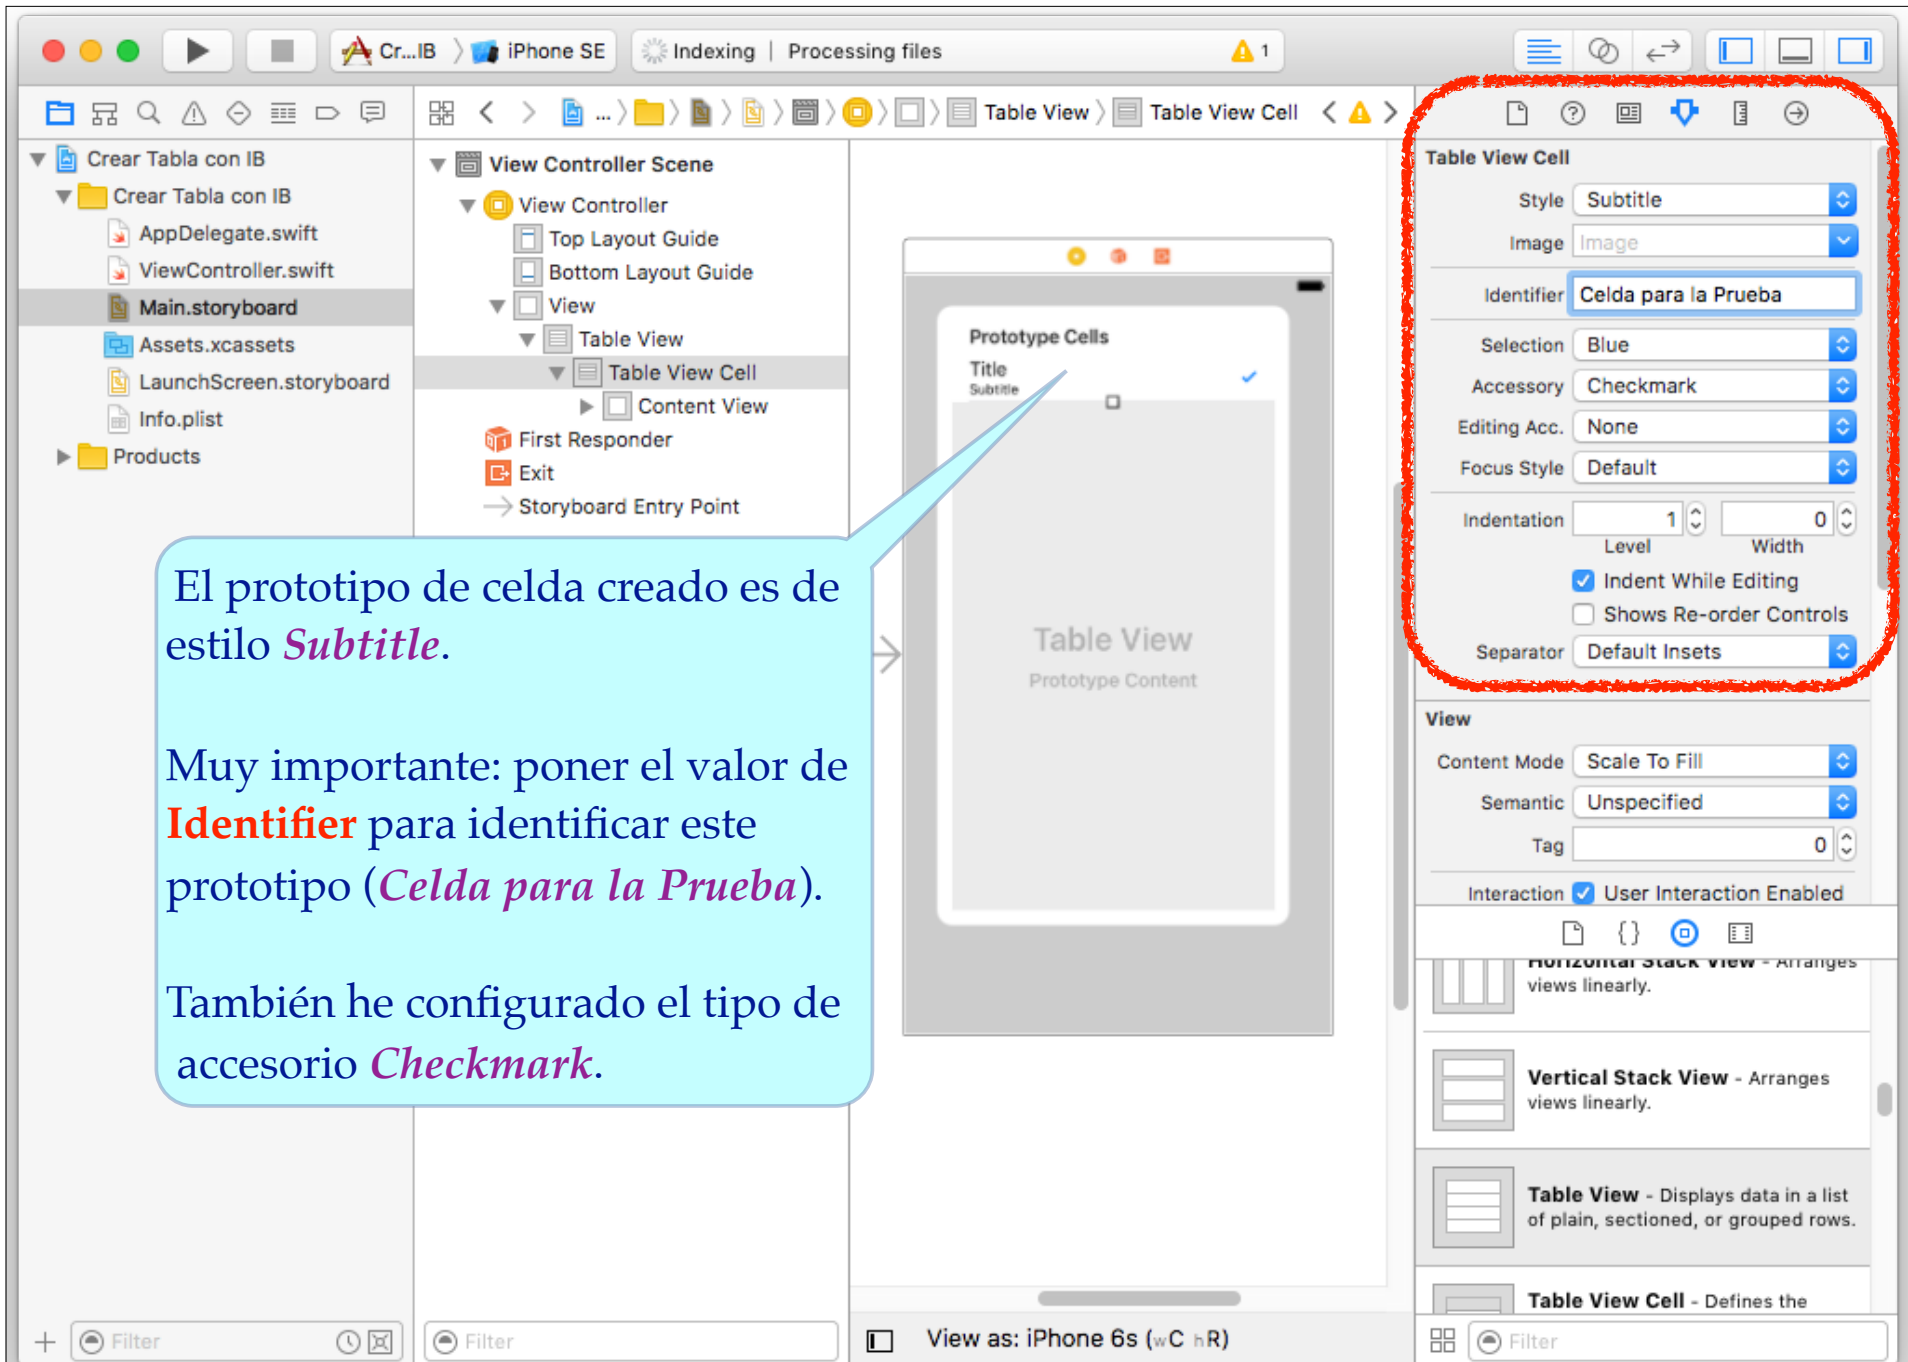 Cr...IB
iPhone SE
Indexing | Processing files
1
...
Table View
Table View Cell
Crear Tabla con IB
Crear Tabla con IB
AppDelegate.swift
ViewController.swift
Main.storyboard
Assets.xcassets
LaunchScreen.storyboard
Info.plist
Products
View Controller Scene
View Controller
Top Layout Guide
Bottom Layout Guide
View
Table View
Table View Cell
Content View
First Responder
Exit
Storyboard Entry Point
Prototype Cells
Title
Subtitle
Table View
Prototype Content
El prototipo de celda creado es de
estilo Subtitle.
Muy importante: poner el valor de
Identifier para identificar este
prototipo (Celda para la Prueba).
También he configurado el tipo de
accesorio Checkmark.
Table View Cell
Style Subtitle
Image Image
Identifier Celda para la Prueba
Selection Blue
Accessory Checkmark
Editing Acc. None
Focus Style Default
Indentation 1 0
Level Width
Indent While Editing
Shows Re-order Controls
Separator Default Insets
View
Content Mode Scale To Fill
Semantic Unspecified
Tag 0
Interaction User Interaction Enabled
{}
Horizontal Stack View - Arranges
views linearly.
Vertical Stack View - Arranges
views linearly.
Table View - Displays data in a list
of plain, sectioned, or grouped rows.
Table View Cell - Defines the
Filter
Filter
View as: iPhone 6s (wC hR)
Filter